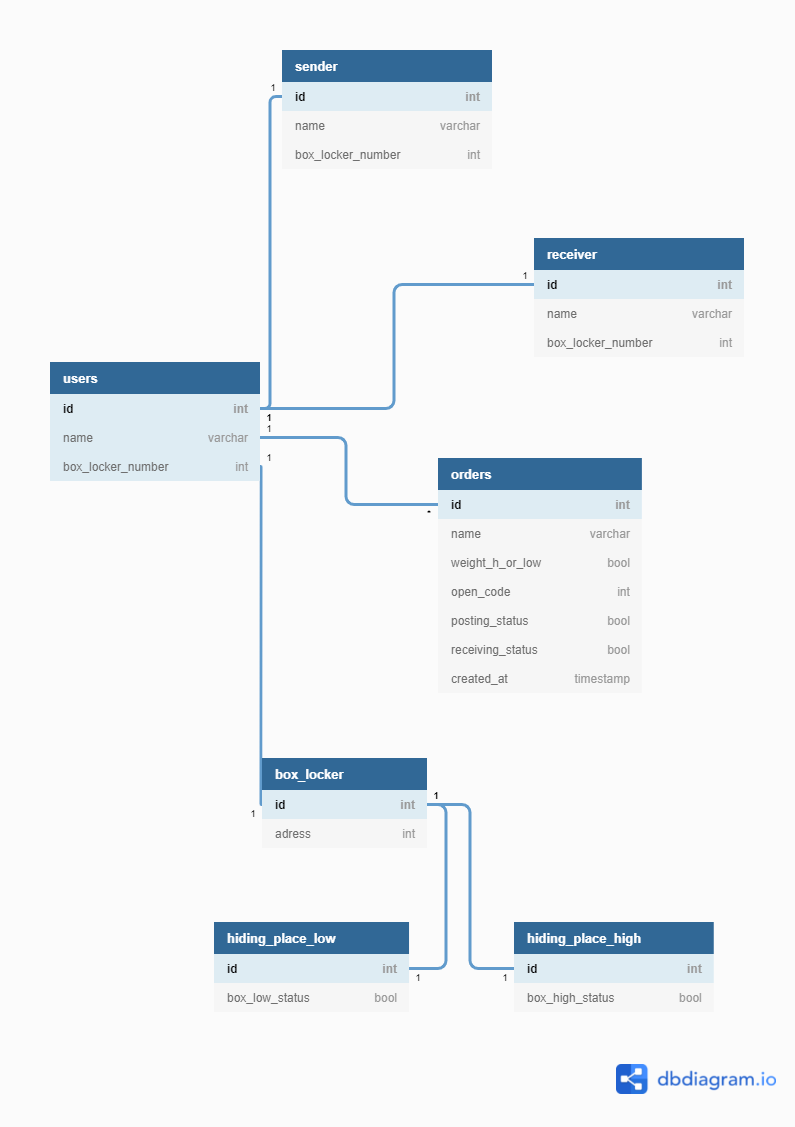 sender
1
id int
name varchar
box_locker_number int
receiver
1
id int
name varchar
box_locker_number int
users
id int
1
name varchar
1
box_locker_number int
1
orders
id int
*
name varchar
weight_h_or_low bool
open_code int
posting_status bool
receiving_status bool
created_at timestamp
box_locker
id int
1
1
adress int
hiding_place_low
id int
1
box_low_status bool
hiding_place_high
id int
1
box_high_status bool
dbdiagram.io